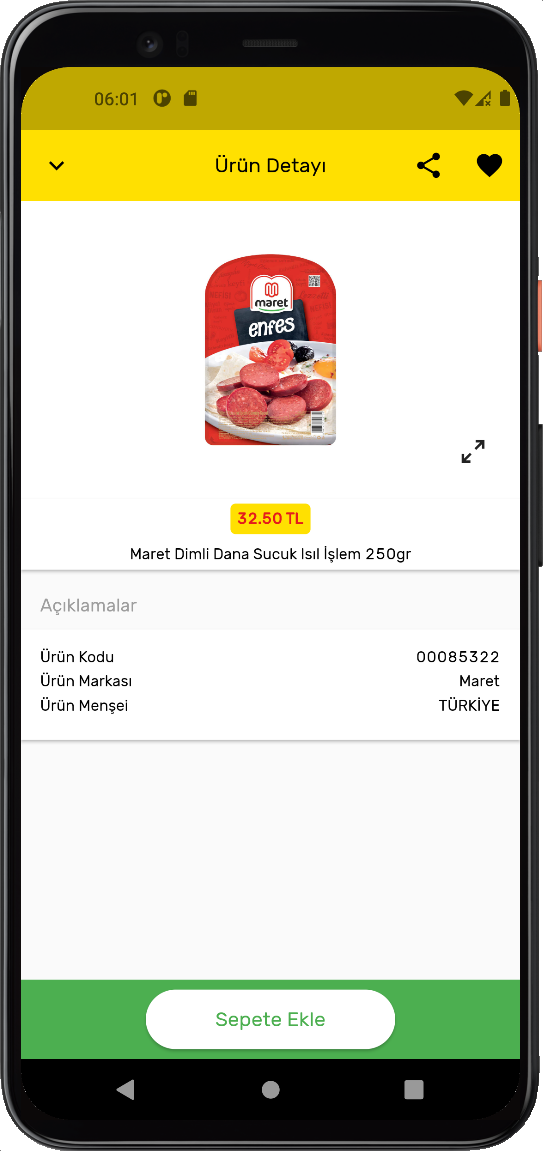 06:01
Ürün Detayı
maret
enfes
32.50 TL
Maret Dimli Dana Sucuk Isıl İşlem 250gr
Açıklamalar
Ürün Kodu 00085322
Ürün Markası Maret
Ürün Menşei TÜRKİYE
Sepete Ekle